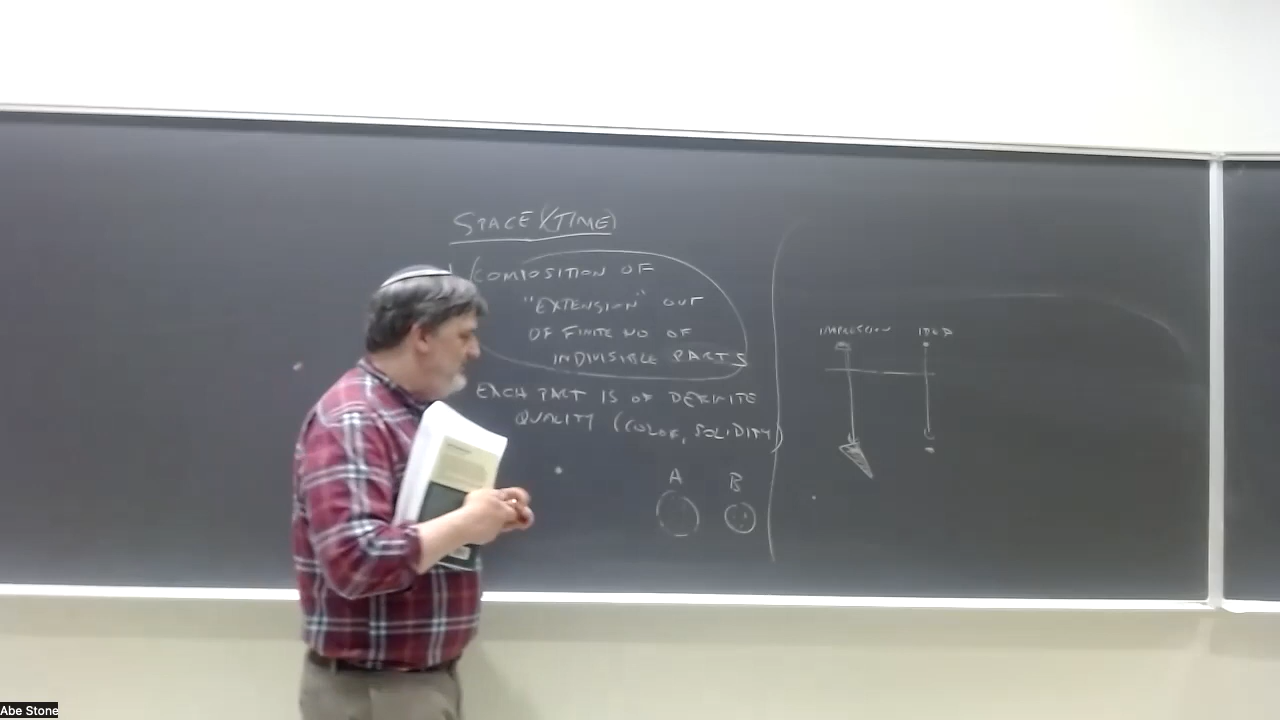 SPACE (TIME)
COMPOSITION OF
"EXTENSION" OUT
OF FINITE NO OF
INDIVISIBLE PARTS
EACH PART IS OF DEFINITE
QUALITY (COLOR, SOLIDITY)
A B
IMPRESSION IDEA
Abe Stone